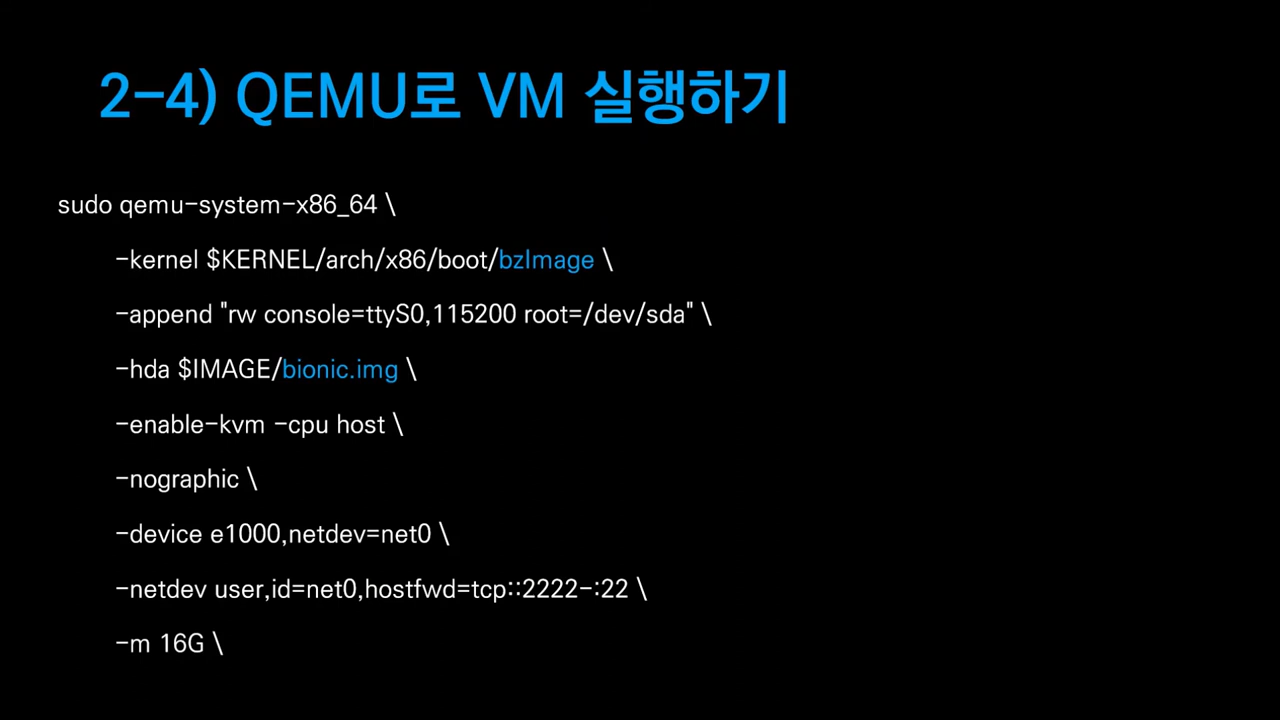 2-4) QEMU로 VM 실행하기
sudo qemu-system-x86_64 \
-kernel $KERNEL/arch/x86/boot/bzImage \
-append "rw console=ttyS0,115200 root=/dev/sda" \
-hda $IMAGE/bionic.img \
-enable-kvm -cpu host \
-nographic \
-device e1000,netdev=net0 \
-netdev user,id=net0,hostfwd=tcp::2222-:22 \
-m 16G \